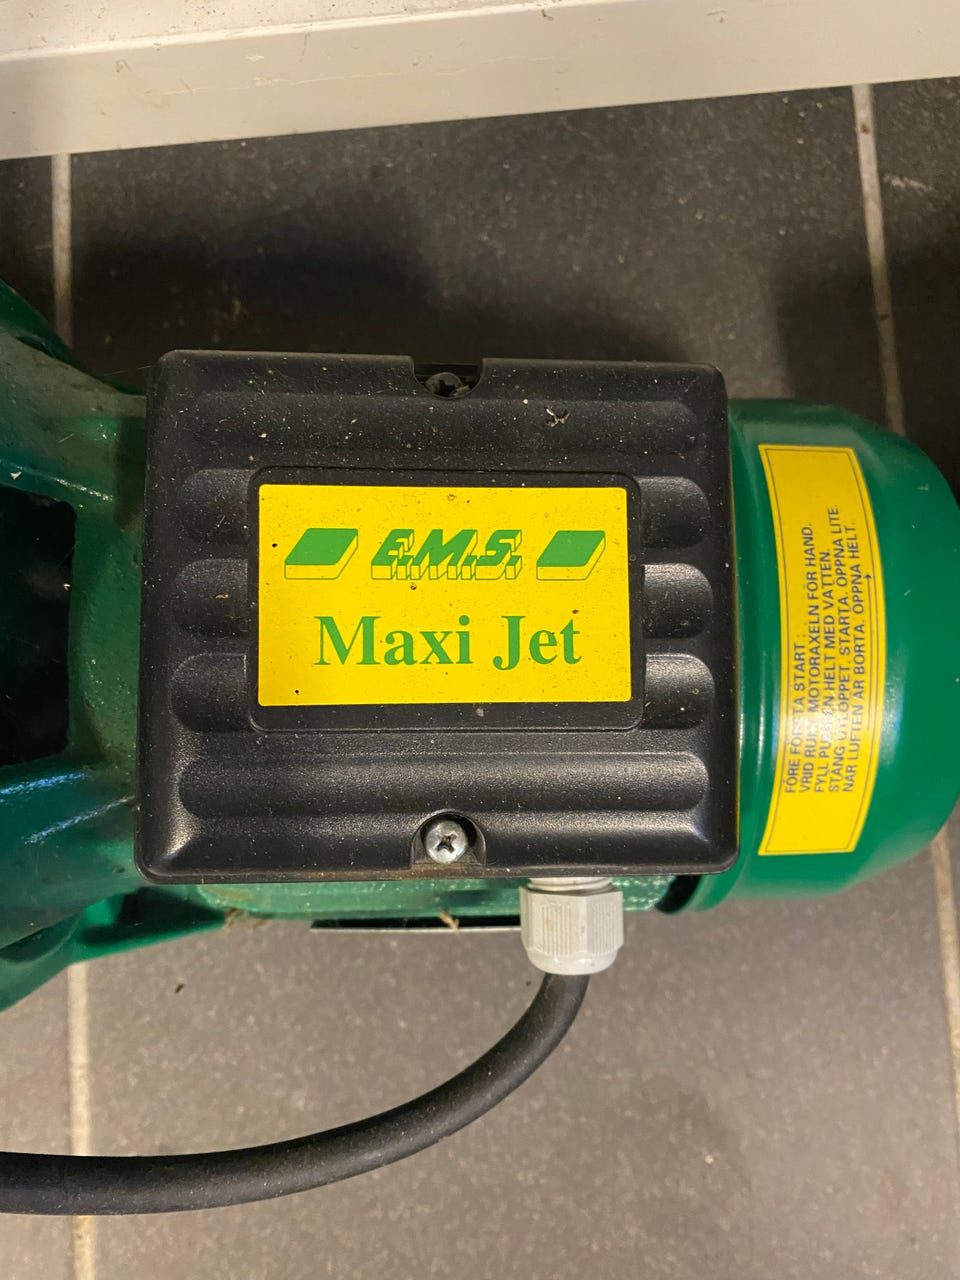 E.M.S.
Maxi Jet
FÖRE FÖRSTA START :
VRID RUNT MOTORAXELN FÖR HAND.
FYLL PUMPEN HELT MED VATTEN.
STÄNG UTLOPPET. STARTA. ÖPPNA LITE.
NÄR LUFTEN ÄR BORTA. ÖPPNA HELT.